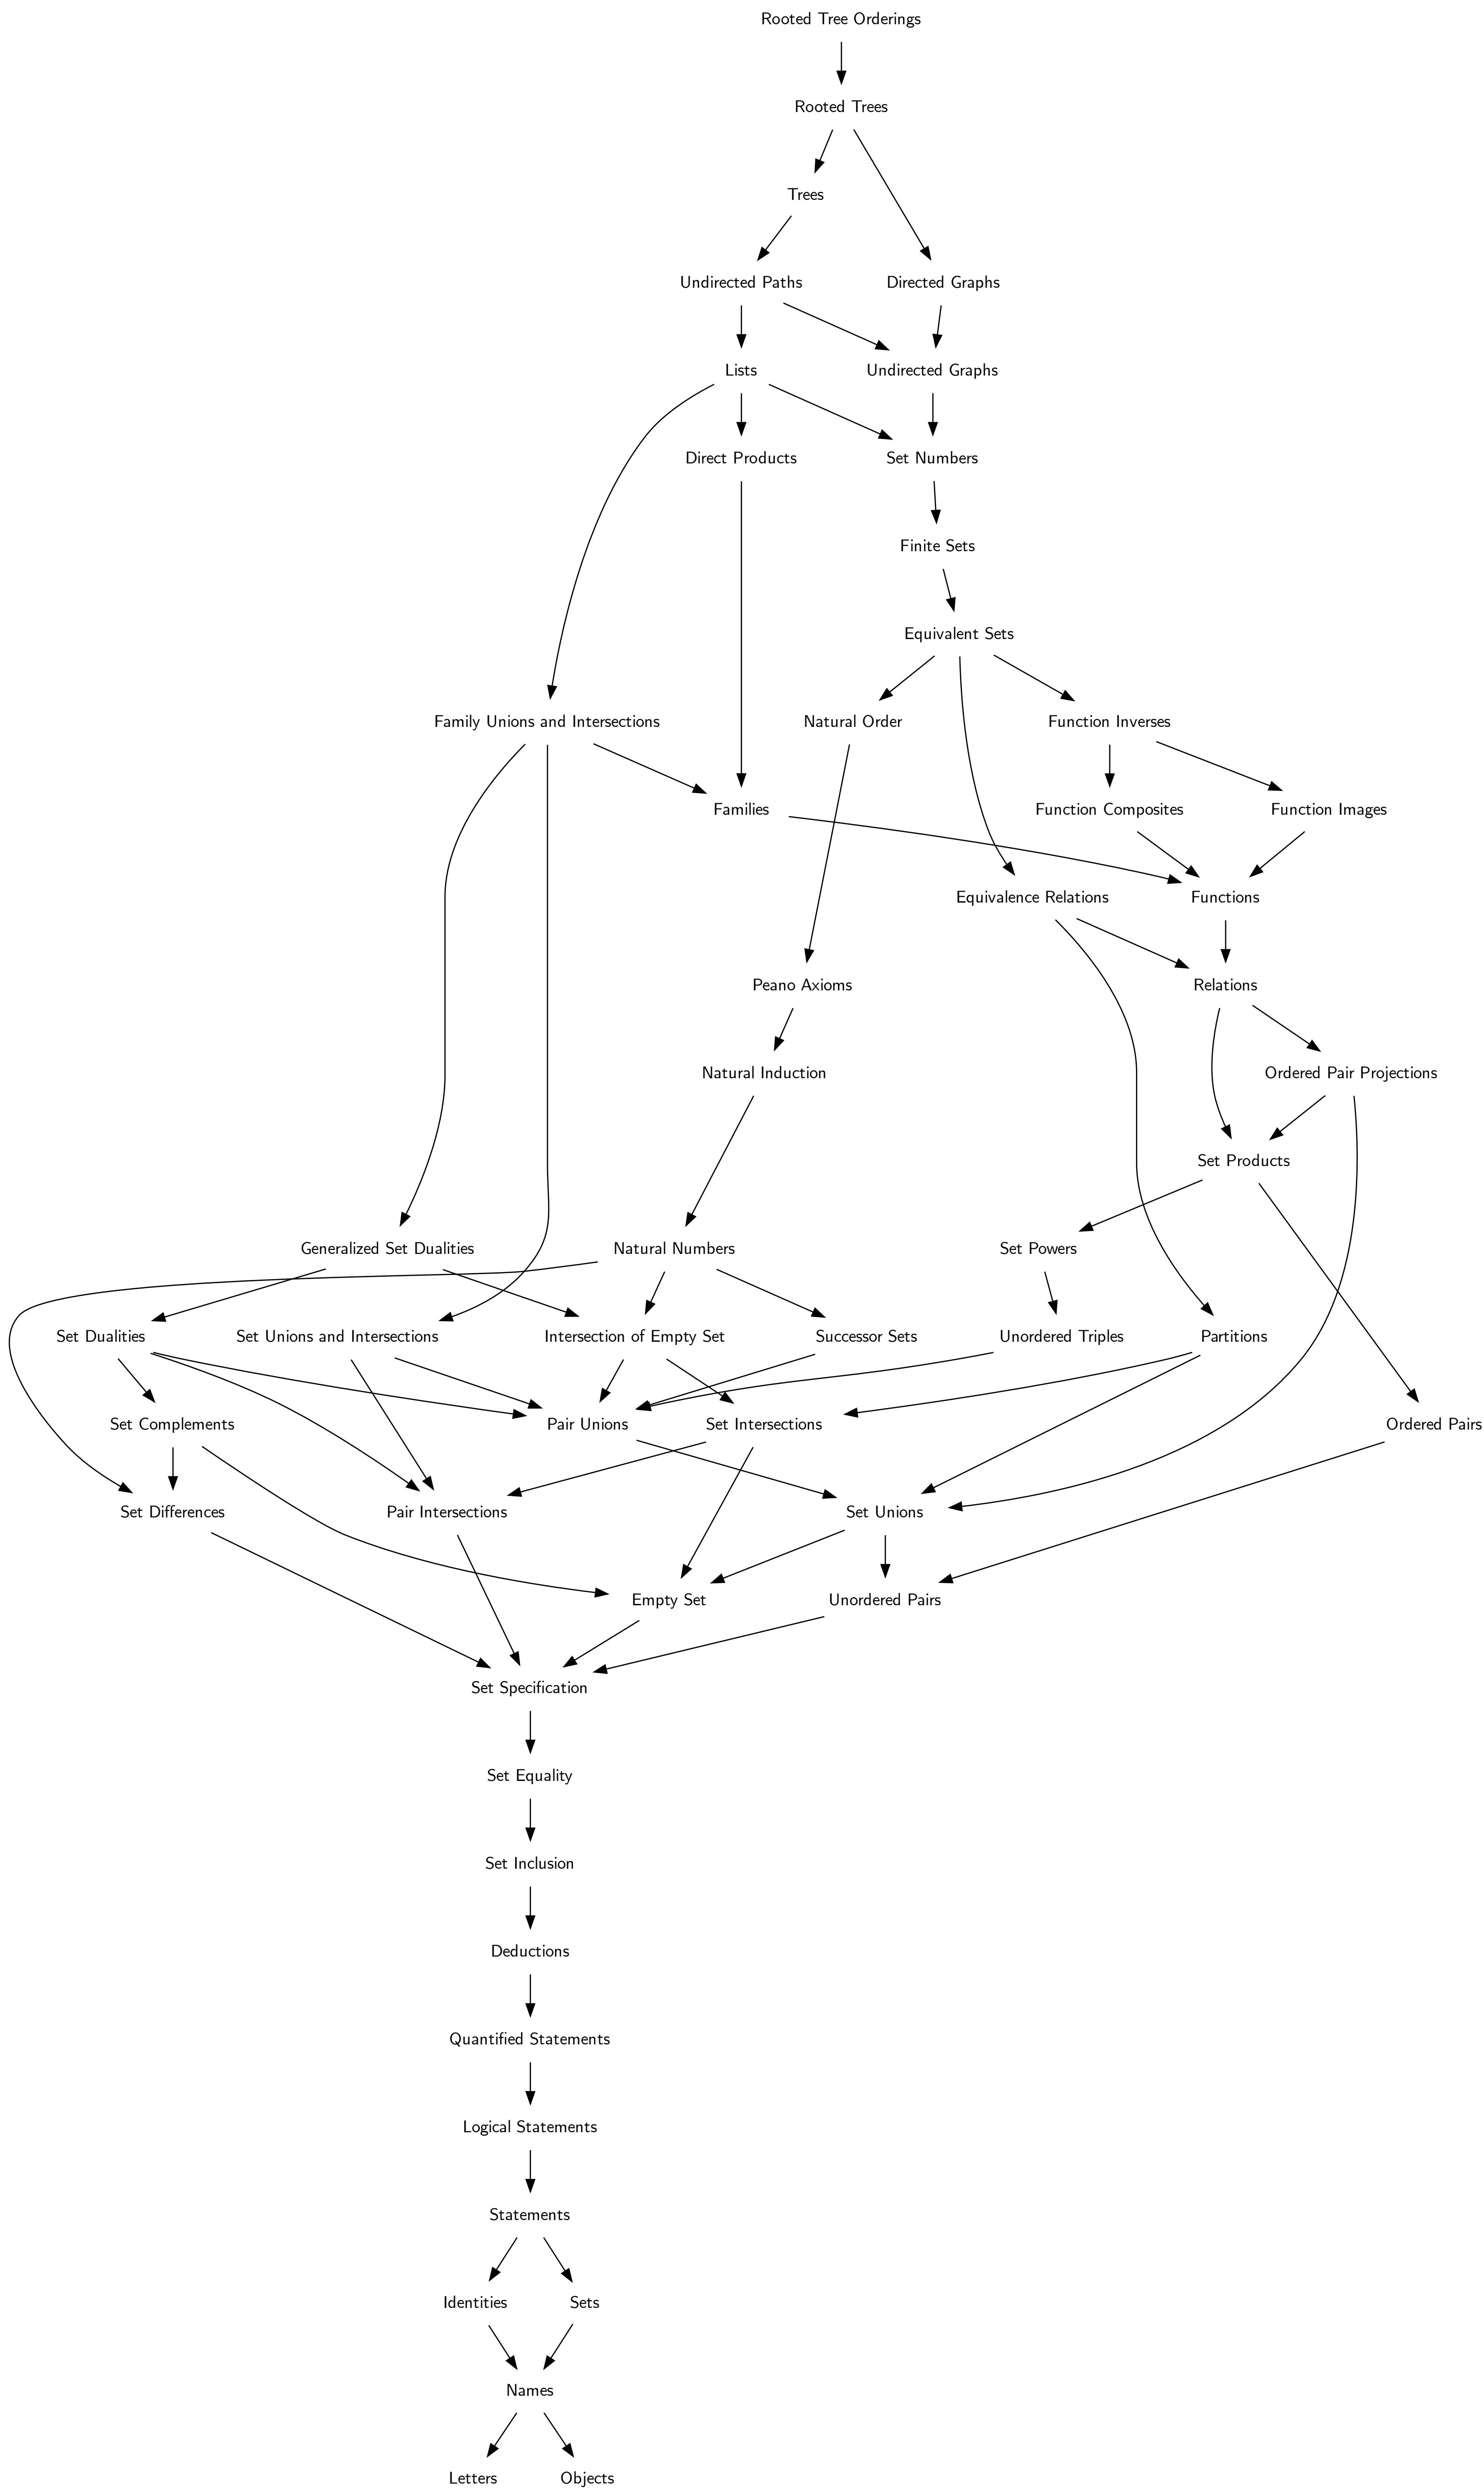 Rooted Tree Orderings
Rooted Trees
Trees
Undirected Paths
Directed Graphs
Lists
Undirected Graphs
Direct Products
Set Numbers
Finite Sets
Equivalent Sets
Family Unions and Intersections
Natural Order
Function Inverses
Families
Function Composites
Function Images
Equivalence Relations
Functions
Peano Axioms
Relations
Natural Induction
Ordered Pair Projections
Set Products
Generalized Set Dualities
Natural Numbers
Set Powers
Set Dualities
Set Unions and Intersections
Intersection of Empty Set
Successor Sets
Unordered Triples
Partitions
Set Complements
Pair Unions
Set Intersections
Ordered Pairs
Set Differences
Pair Intersections
Set Unions
Empty Set
Unordered Pairs
Set Specification
Set Equality
Set Inclusion
Deductions
Quantified Statements
Logical Statements
Statements
Identities
Sets
Names
Letters
Objects